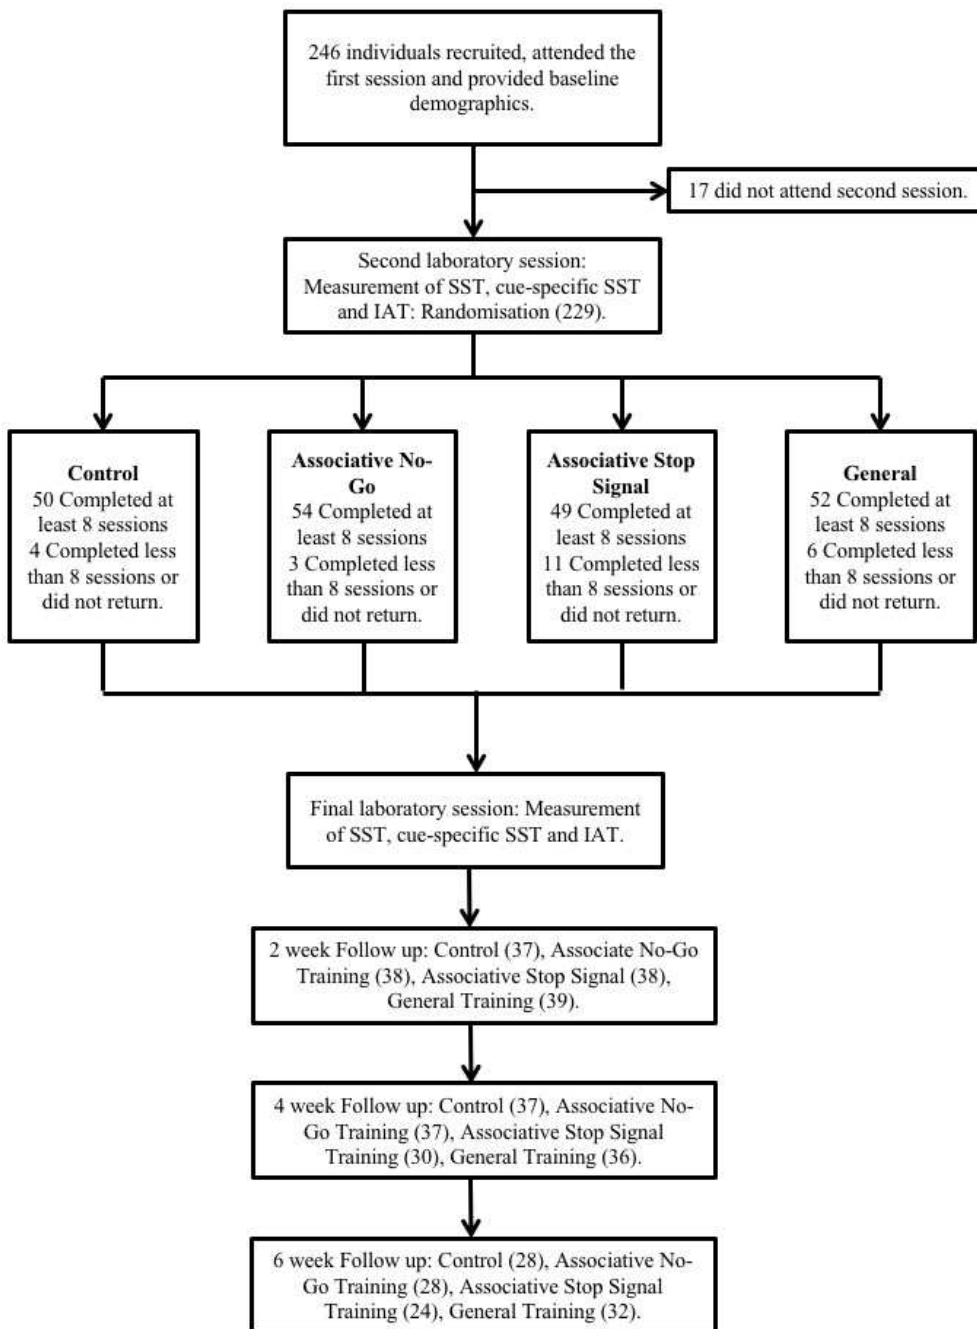 246 individuals recruited, attended the
first session and provided baseline
demographics.
17 did not attend second session.
Second laboratory session:
Measurement of SST, cue-specific SST
and IAT: Randomisation (229).
Control
50 Completed at
least 8 sessions
4 Completed less
than 8 sessions or
did not return.
Associative No-
Go
54 Completed at
least 8 sessions
3 Completed less
than 8 sessions or
did not return.
Associative Stop
Signal
49 Completed at
least 8 sessions
11 Completed less
than 8 sessions or
did not return.
General
52 Completed at
least 8 sessions
6 Completed less
than 8 sessions or
did not return.
Final laboratory session: Measurement
of SST, cue-specific SST and IAT.
2 week Follow up: Control (37), Associate No-Go
Training (38), Associative Stop Signal (38),
General Training (39).
4 week Follow up: Control (37), Associative No-
Go Training (37), Associative Stop Signal
Training (30), General Training (36).
6 week Follow up: Control (28), Associative No-
Go Training (28), Associative Stop Signal
Training (24), General Training (32).